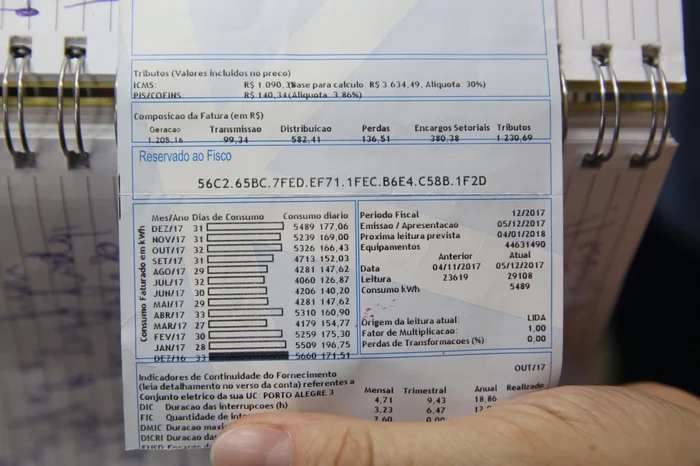 Tributos (Valores incluidos no preco)
ICMS: R$ 1 090,3 Base para calculo: R$ 3.634,49, Aliquota: 30%)
PIS/COFINS: R$ 140,34 (Aliquota: 3,86%)
Composicao da Fatura (em R$)
Geracao Transmissao Distribuicao Perdas Encargos Setoriais Tributos
1.205,16 99,34 582,41 136,51 380,38 1.230,69
Reservado ao Fisco
56C2.65BC.7FED.EF71.1FEC.B6E4.C58B.1F2D
Consumo Faturado em kWh
Mes/Ano Dias de Consumo Consumo diario
DEZ/17 31 5489 177,06
NOV/17 31 5239 169,00
OUT/17 32 5326 166,43
SET/17 31 4713 152,03
AGO/17 29 4281 147,62
JUL/17 32 4060 126,87
JUN/17 30 4206 140,20
MAI/17 29 4281 147,62
ABR/17 33 5310 160,90
MAR/17 27 4179 154,77
FEV/17 30 5259 175,30
JAN/17 28 5509 196,75
DEZ/16 33 5660 171,51
Periodo Fiscal 12/2017
Emissao / Apresentacao 05/12/2017
Proxima leitura prevista 04/01/2018
Equipamentos 44631490
Anterior Atual
Data 04/11/2017 05/12/2017
Leitura 23619 29108
Consumo kWh 5489
Origem da leitura atual: LIDA
Fator de Multiplicacao: 1,00
Perdas de Transformacoes (%): 0,00
Indicadores de Continuidade do Fornecimento OUT/17
(leia detalhamento no verso da conta) referentes a
Conjunto eletrico da sua UC: PORTO ALEGRE 3 Mensal Trimestral Anual Realizado
DIC Duracao das interrupcoes (h) 4,71 9,43 18,86
FIC Quantidade de 3,23 6,47
DMIC Duracao 2,60 0,00
DICRI Duracao das